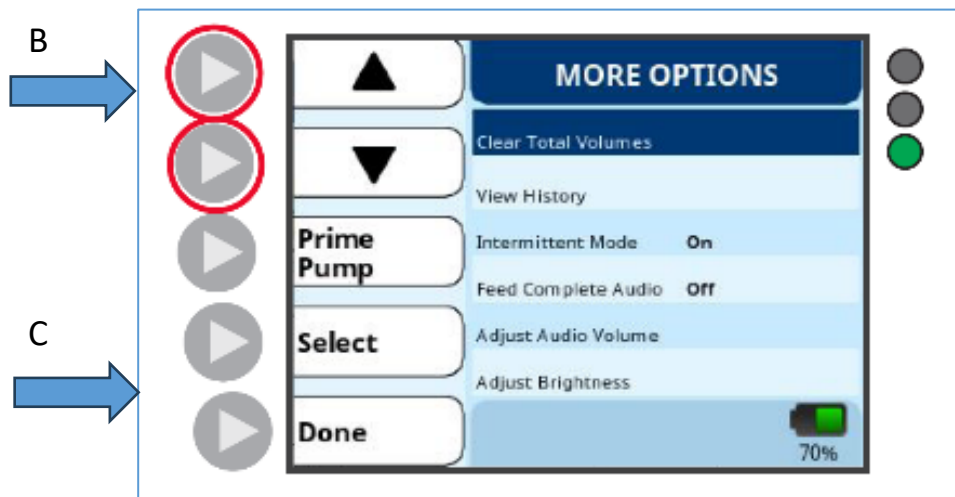 B
MORE OPTIONS
Clear Total Volumes
View History
Prime
Pump
Intermittent Mode On
Feed Complete Audio Off
C
Select
Adjust Audio Volume
Adjust Brightness
Done
70%